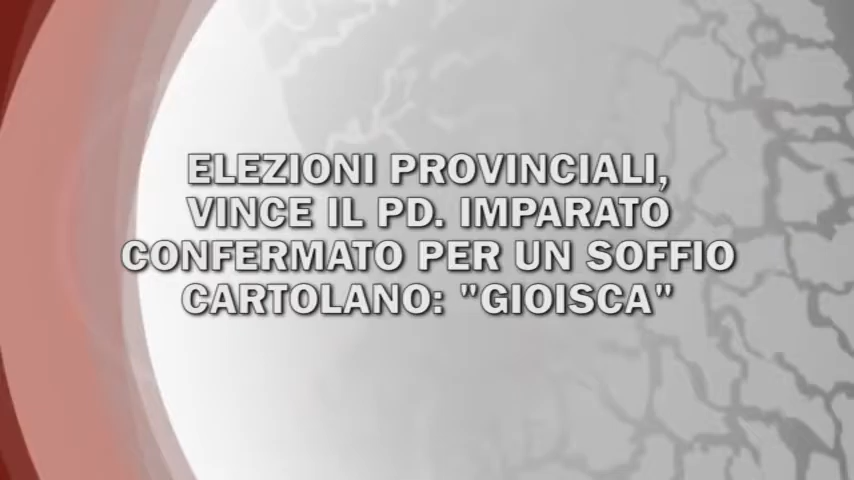 ELEZIONI PROVINCIALI,
VINCE IL PD. IMPARATO
CONFERMATO PER UN SOFFIO
CARTOLANO: "GIOISCA"